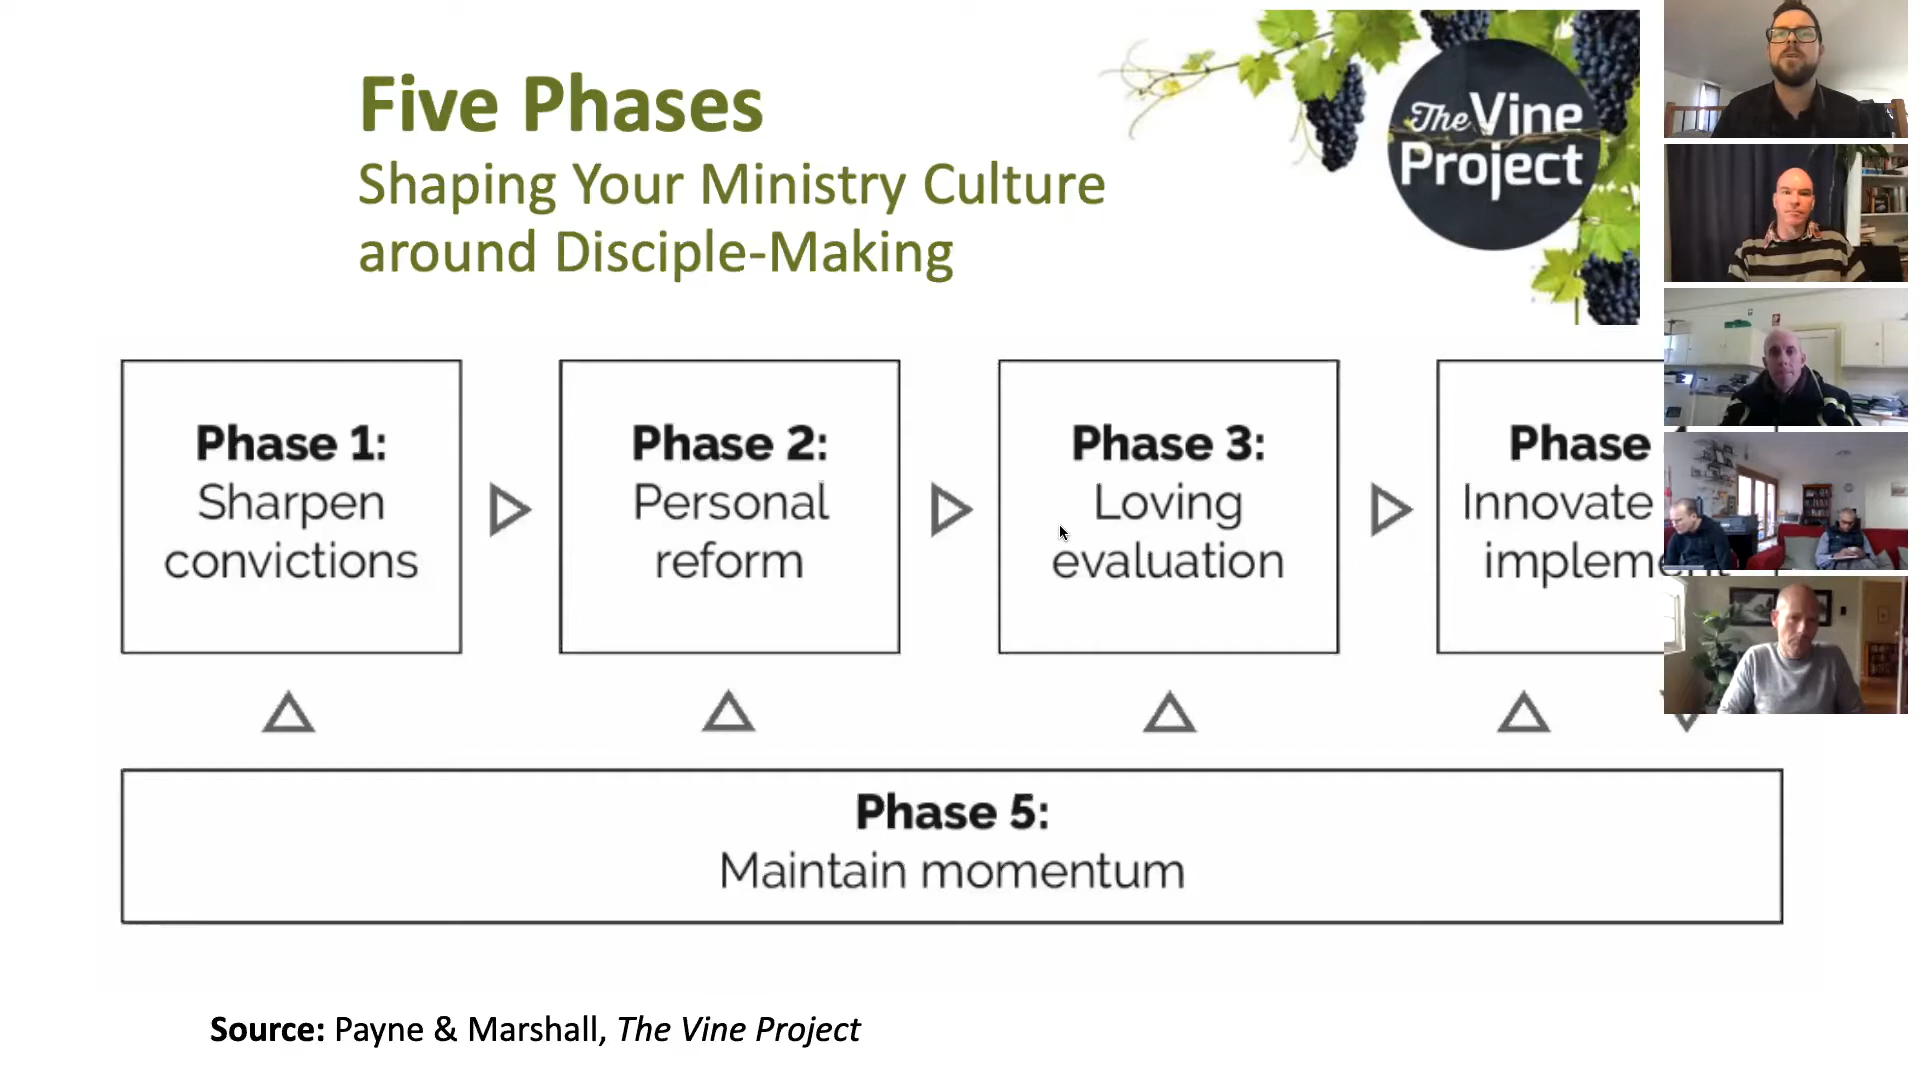 Five Phases
Shaping Your Ministry Culture
around Disciple-Making
The Vine
Project
Phase 1:
Sharpen
convictions
Phase 2:
Personal
reform
Phase 3:
Loving
evaluation
Phase
Innovate
implement
Phase 5:
Maintain momentum
Source: Payne & Marshall, The Vine Project